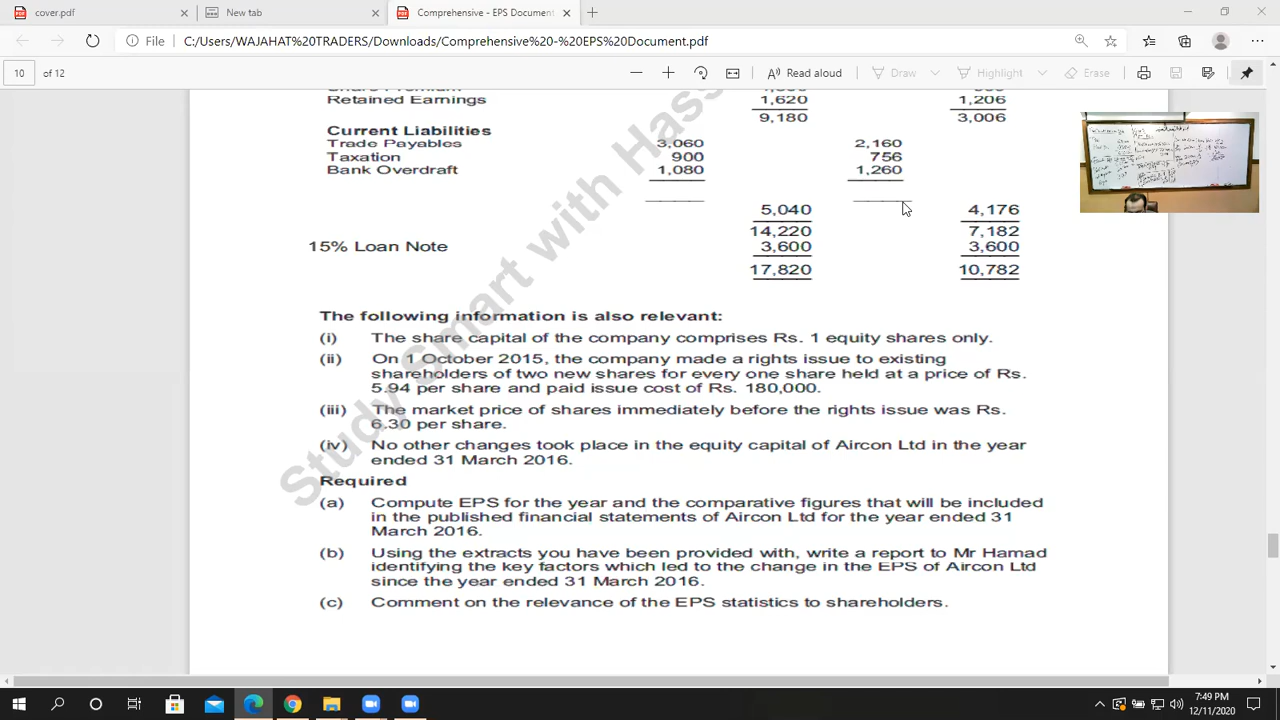 cover.pdf
New tab
Comprehensive - EPS Document
File C:/Users/WAJAHAT%20TRADERS/Downloads/Comprehensive%20-%20EPS%20Document.pdf
10 of 12
Read aloud
Draw
Highlight
Erase
Retained Earnings 1,620 1,206
9,180 3,006
Current Liabilities
Trade Payables 3,060 2,160
Taxation 900 756
Bank Overdraft 1,080 1,260
5,040 4,176
14,220 7,182
15% Loan Note 3,600 3,600
17,820 10,782
The following information is also relevant:
(i) The share capital of the company comprises Rs. 1 equity shares only.
(ii) On 1 October 2015, the company made a rights issue to existing
shareholders of two new shares for every one share held at a price of Rs.
5.94 per share and paid issue cost of Rs. 180,000.
(iii) The market price of shares immediately before the rights issue was Rs.
6.30 per share.
(iv) No other changes took place in the equity capital of Aircon Ltd in the year
ended 31 March 2016.
Required
(a) Compute EPS for the year and the comparative figures that will be included
in the published financial statements of Aircon Ltd for the year ended 31
March 2016.
(b) Using the extracts you have been provided with, write a report to Mr Hamad
identifying the key factors which led to the change in the EPS of Aircon Ltd
since the year ended 31 March 2016.
(c) Comment on the relevance of the EPS statistics to shareholders.
Study Smart with Hass
7:49 PM
12/11/2020